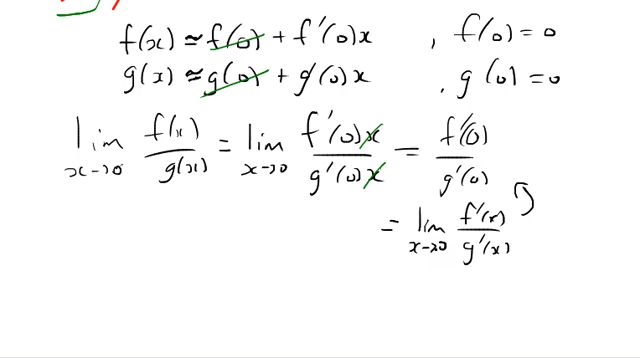 f(x) ≃ f(0) + f'(0)x , f(0) = 0
g(x) ≃ g(0) + g'(0)x , g(0) = 0
lim x→0 f(x)/g(x) = lim x→0 f'(0)x/g'(0)x = f'(0)/g'(0)
= lim x→0 f'(x)/g'(x)